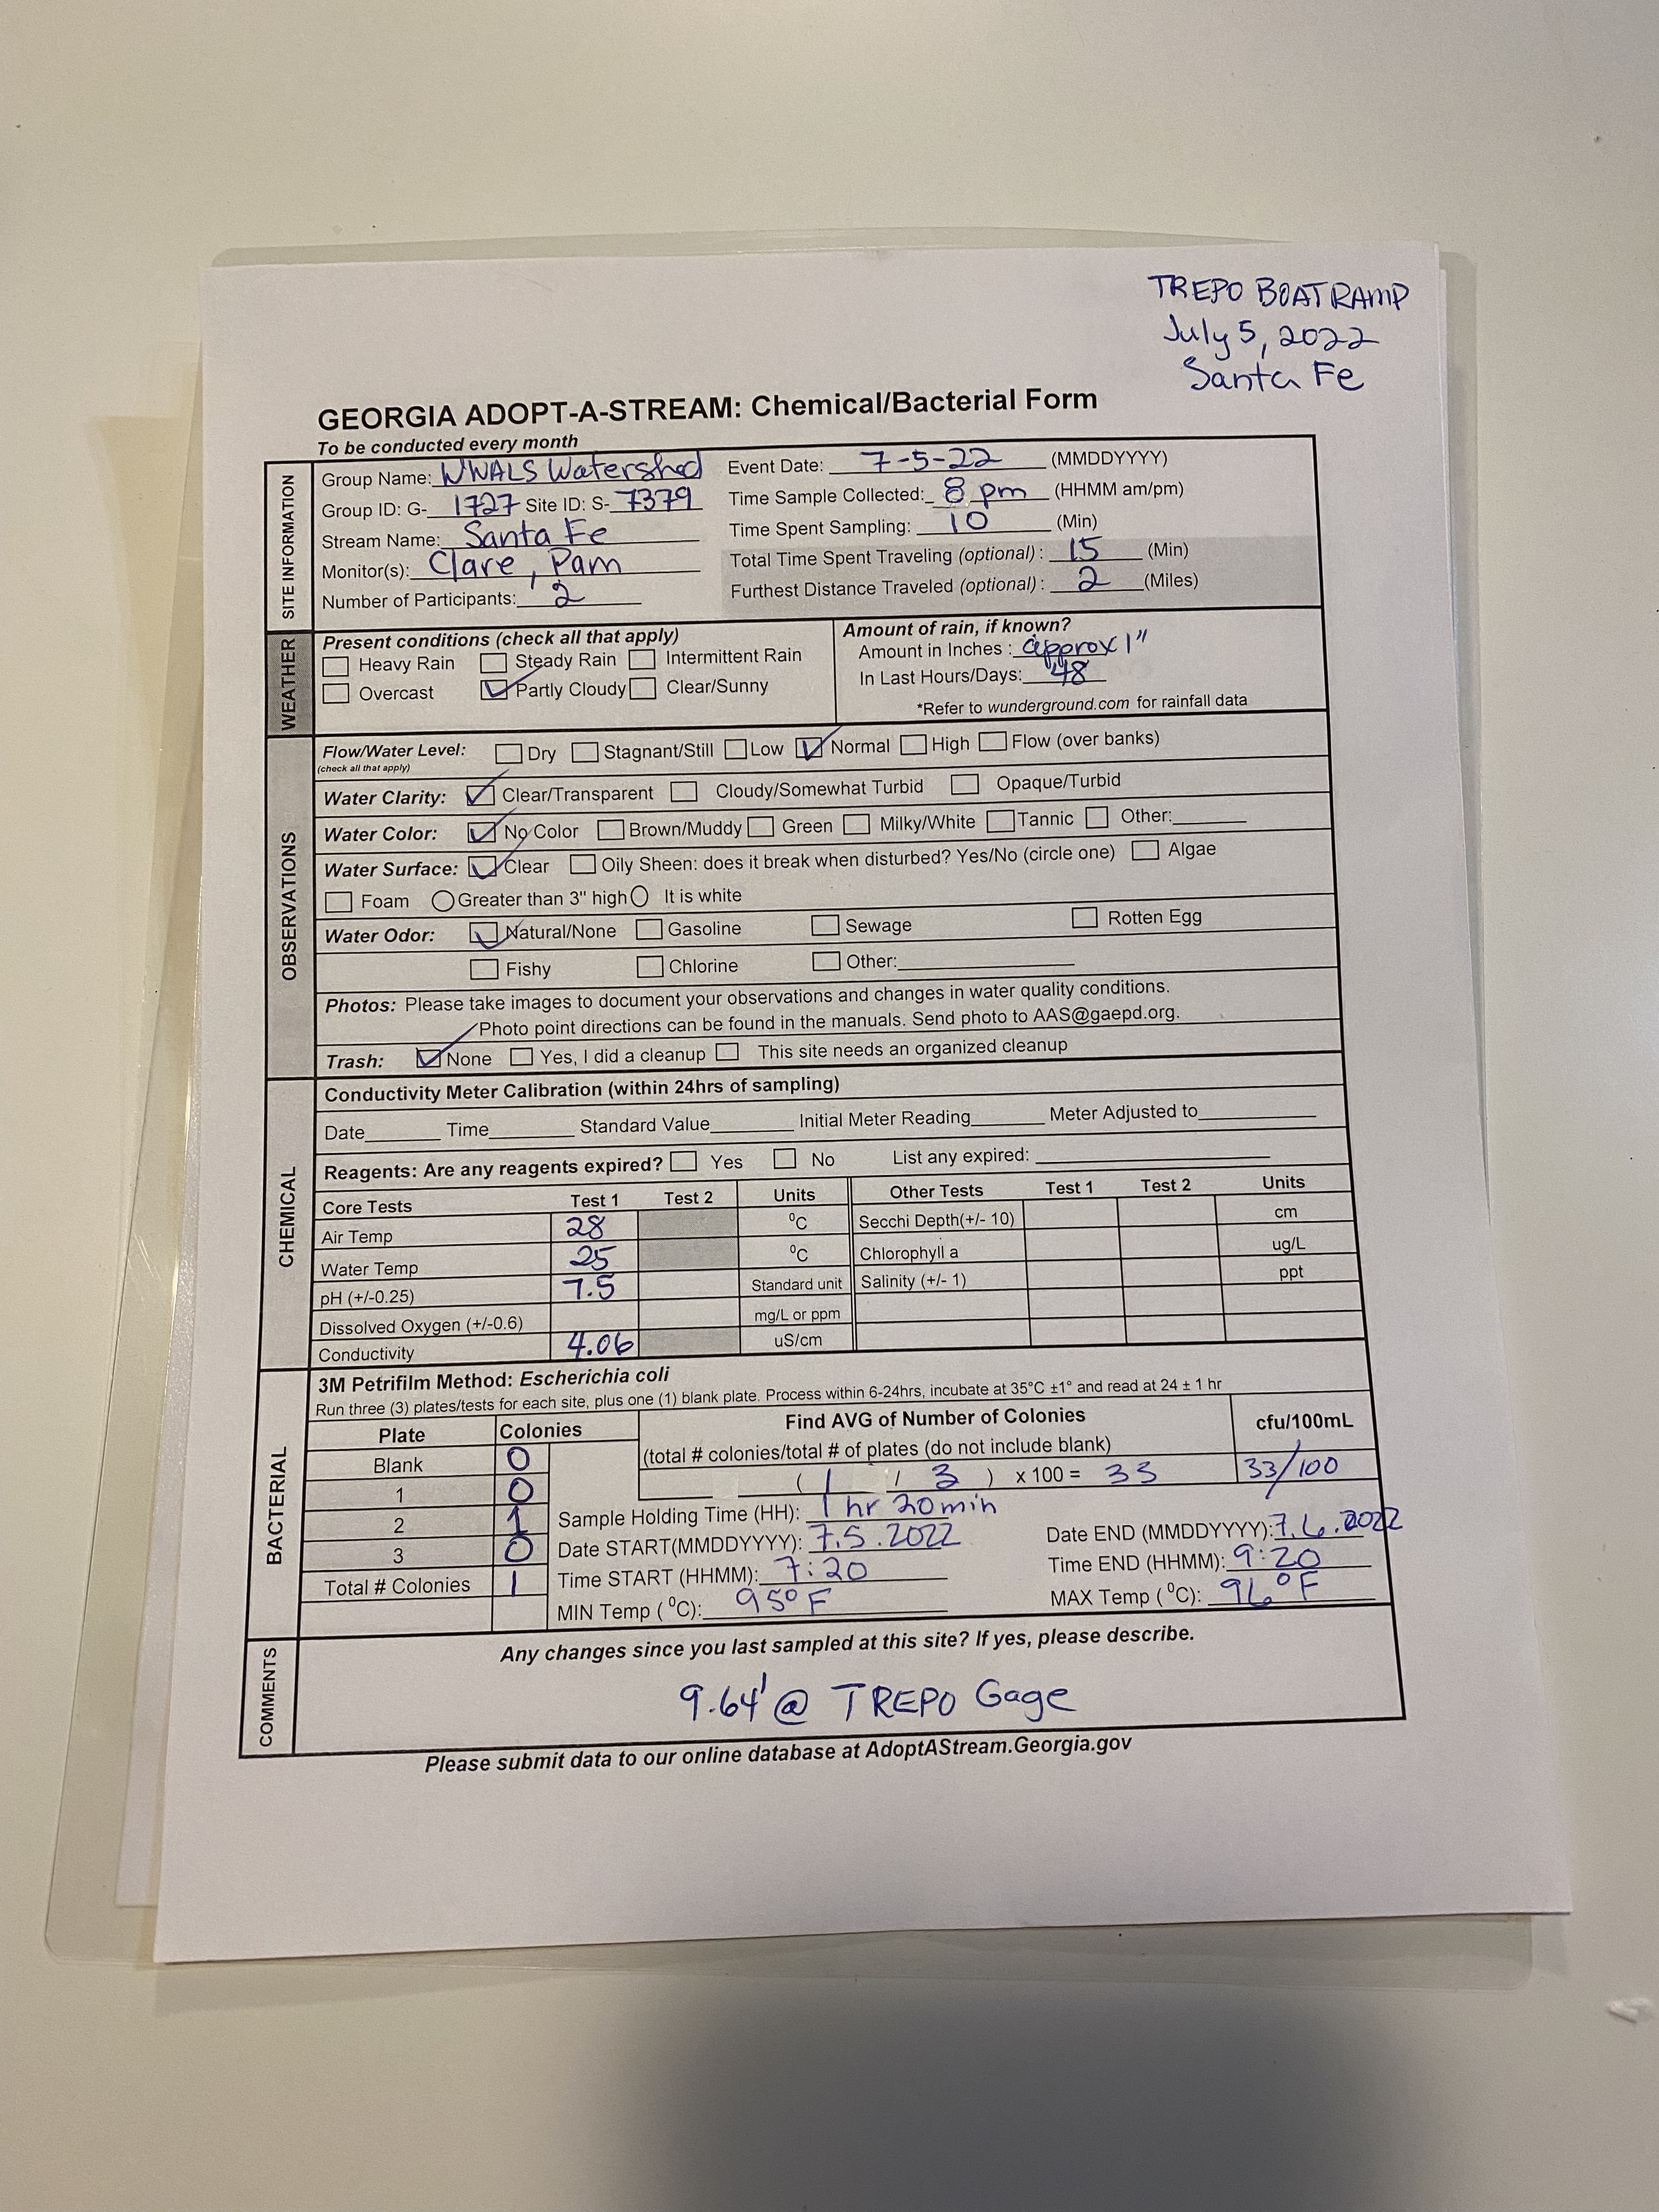 TREPO BOAT RAMP
July 5, 2022
Santa Fe
GEORGIA ADOPT-A-STREAM: Chemical/Bacterial Form
To be conducted every month
SITE INFORMATION
Group Name: WWALS Watershed
Group ID: G- 1727 Site ID: S- 7379
Stream Name: Santa Fe
Monitor(s): Clare, Pam
Number of Participants: 2
Event Date: 7-5-22 (MMDDYYYY)
Time Sample Collected: 8 pm (HHMM am/pm)
Time Spent Sampling: 10 (Min)
Total Time Spent Traveling (optional): 15 (Min)
Furthest Distance Traveled (optional): 2 (Miles)
WEATHER
Present conditions (check all that apply)
Heavy Rain Steady Rain Intermittent Rain
Overcast Partly Cloudy Clear/Sunny
Amount of rain, if known?
Amount in Inches: approx 1"
In Last Hours/Days: 48
*Refer to wunderground.com for rainfall data
OBSERVATIONS
Flow/Water Level: Dry Stagnant/Still Low Normal High Flow (over banks)
(check all that apply)
Water Clarity: Clear/Transparent Cloudy/Somewhat Turbid Opaque/Turbid
Water Color: No Color Brown/Muddy Green Milky/White Tannic Other:
Water Surface: Clear Oily Sheen: does it break when disturbed? Yes/No (circle one) Algae
Foam Greater than 3" high It is white
Water Odor: Natural/None Gasoline Sewage Rotten Egg
Fishy Chlorine Other:
Photos: Please take images to document your observations and changes in water quality conditions.
Photo point directions can be found in the manuals. Send photo to AAS@gaepd.org.
Trash: None Yes, I did a cleanup This site needs an organized cleanup
CHEMICAL
Conductivity Meter Calibration (within 24hrs of sampling)
Date Time Standard Value Initial Meter Reading Meter Adjusted to
Reagents: Are any reagents expired? Yes No List any expired:
Core Tests Test 1 Test 2 Units Other Tests Test 1 Test 2 Units
Air Temp 28 ⁰C Secchi Depth(+/- 10) cm
Water Temp 25 ⁰C Chlorophyll a ug/L
pH (+/-0.25) 7.5 Standard unit Salinity (+/- 1) ppt
Dissolved Oxygen (+/-0.6) mg/L or ppm
Conductivity 4.06 uS/cm
BACTERIAL
3M Petrifilm Method: Escherichia coli
Run three (3) plates/tests for each site, plus one (1) blank plate. Process within 6-24hrs, incubate at 35°C ±1° and read at 24 ± 1 hr
Plate Colonies
Blank 0
1 0
2 1
3 0
Total # Colonies 1
Find AVG of Number of Colonies cfu/100mL
(total # colonies/total # of plates (do not include blank)
( 1 / 3 ) x 100 = 33 33/100
Sample Holding Time (HH): 1 hr 20min
Date START(MMDDYYYY): 7.5.2022 Date END (MMDDYYYY): 7.6.2022
Time START (HHMM): 7:20 Time END (HHMM): 9:20
MIN Temp (⁰C): 95° F MAX Temp (⁰C): 96° F
COMMENTS
Any changes since you last sampled at this site? If yes, please describe.
9.64' @ TREPO Gage
Please submit data to our online database at AdoptAStream.Georgia.gov